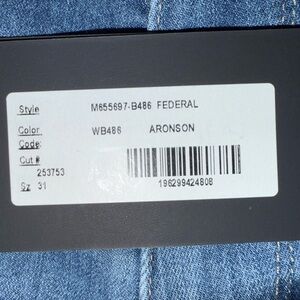 Style M655697-B486 FEDERAL
Color WB486 ARONSON
Code:
Cut #
253753
Sz 31
196299424808